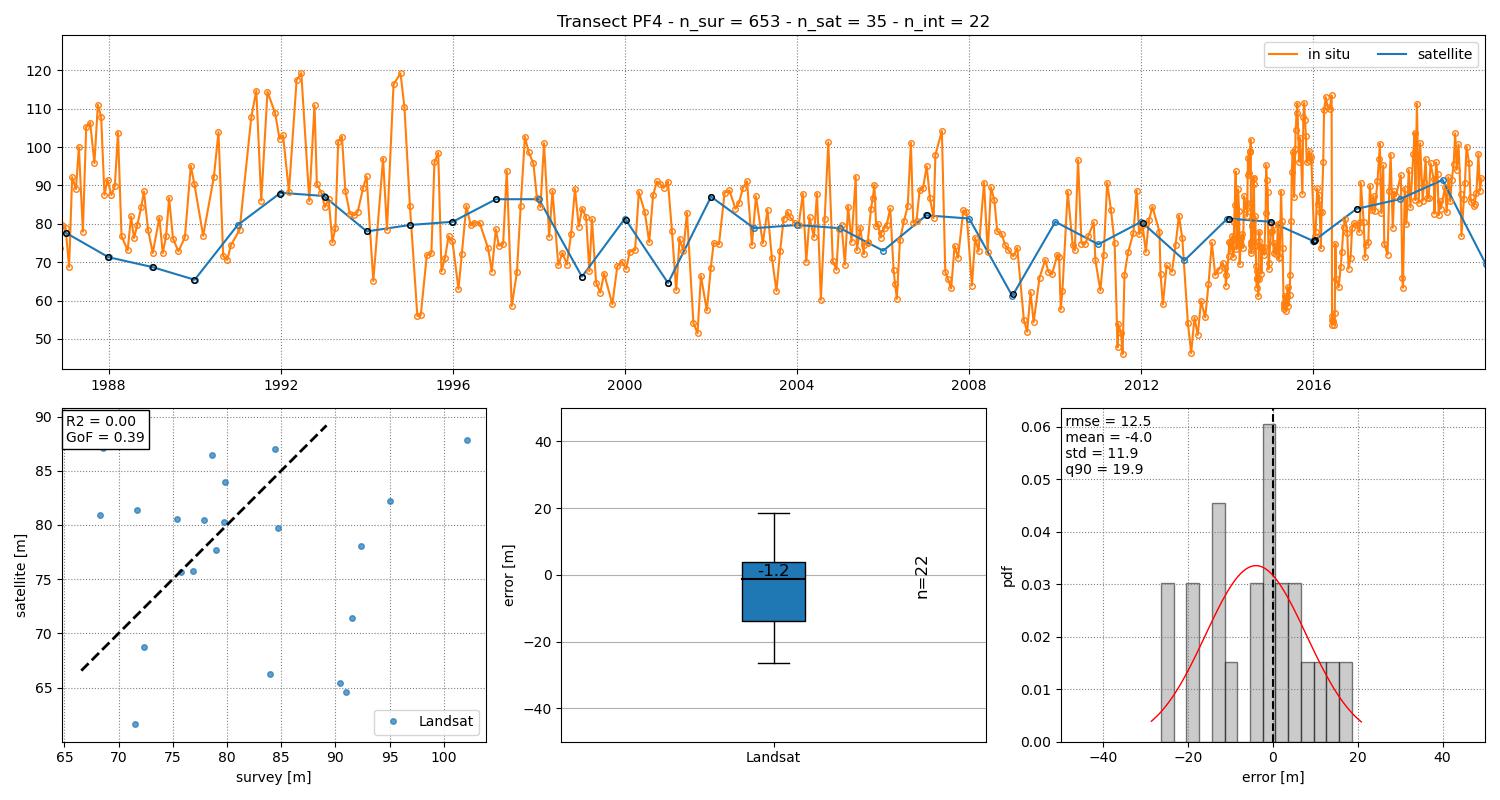 Transect PF4 - n_sur = 653 - n_sat = 35 - n_int = 22
in situ
satellite
120
110
100
90
80
70
60
50
1988
1992
1996
2000
2004
2008
2012
2016
R2 = 0.00
GoF = 0.39
90
85
80
75
70
65
satellite [m]
Landsat
65
70
75
80
85
90
95
100
survey [m]
40
20
0
−20
−40
error [m]
-1.2
n=22
Landsat
rmse = 12.5
mean = -4.0
std = 11.9
q90 = 19.9
0.06
0.05
0.04
0.03
0.02
0.01
0.00
pdf
−40
−20
0
20
40
error [m]